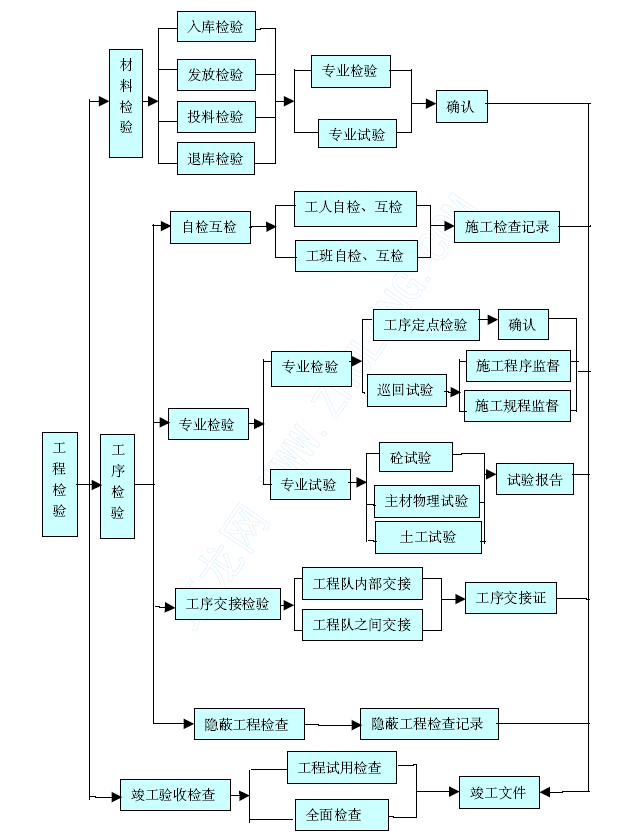 入库检验
材料检验
发放检验
专业检验
投料检验
确认
专业试验
退库检验
工人自检、互检
自检互检
施工检查记录
工班自检、互检
工序定点检验
确认
专业检验
施工程序监督
巡回试验
施工规程监督
专业检验
工程检验
工序检验
砼试验
专业试验
试验报告
主材物理试验
土工试验
工程队内部交接
工序交接检验
工序交接证
工程队之间交接
隐蔽工程检查
隐蔽工程检查记录
工程试用检查
竣工验收检查
竣工文件
全面检查